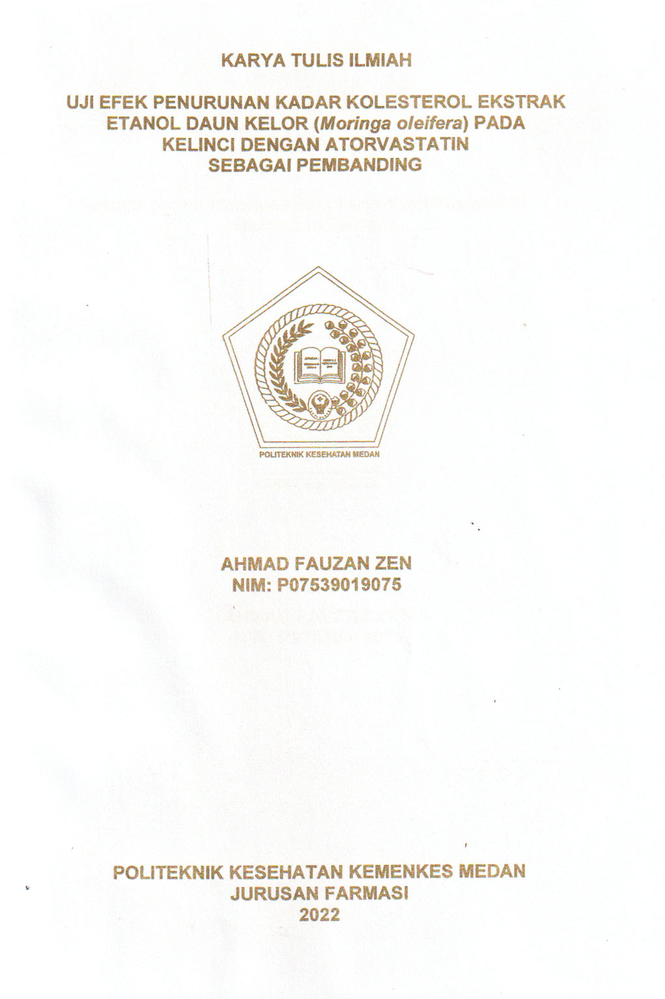 KARYA TULIS ILMIAH
UJI EFEK PENURUNAN KADAR KOLESTEROL EKSTRAK
ETANOL DAUN KELOR (Moringa oleifera) PADA
KELINCI DENGAN ATORVASTATIN
SEBAGAI PEMBANDING
POLITEKNIK KESEHATAN MEDAN
AHMAD FAUZAN ZEN
NIM: P07539019075
POLITEKNIK KESEHATAN KEMENKES MEDAN
JURUSAN FARMASI
2022